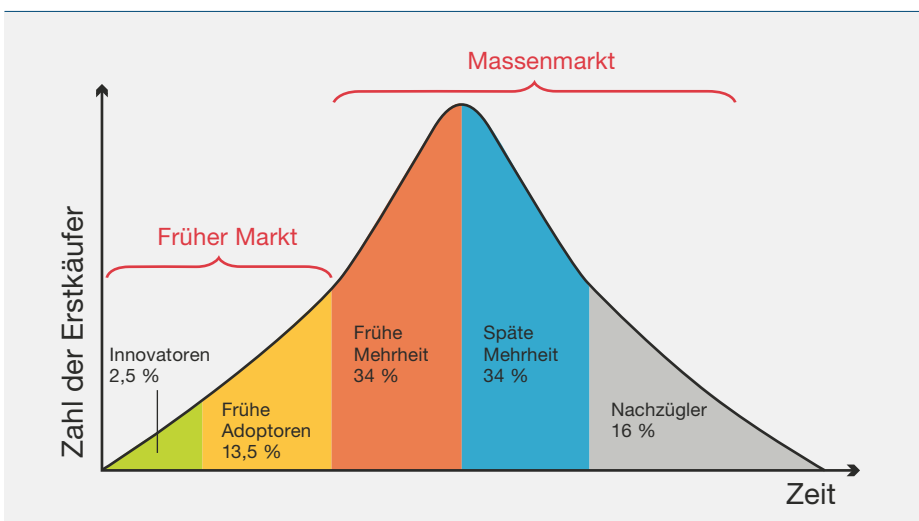 Massenmarkt
Früher Markt
Zahl der Erstkäufer
Innovatoren
2,5 %
Frühe
Adoptoren
13,5 %
Frühe
Mehrheit
34 %
Späte
Mehrheit
34 %
Nachzügler
16 %
Zeit